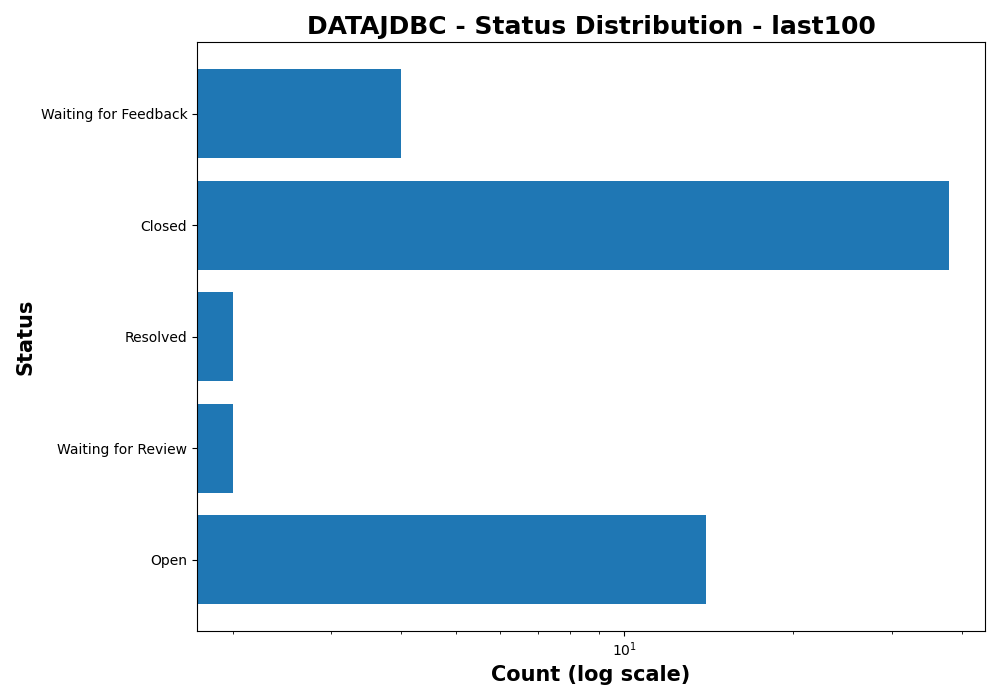 DATAJDBC - Status Distribution - last100
Status
Waiting for Feedback
Closed
Resolved
Waiting for Review
Open
10¹
Count (log scale)